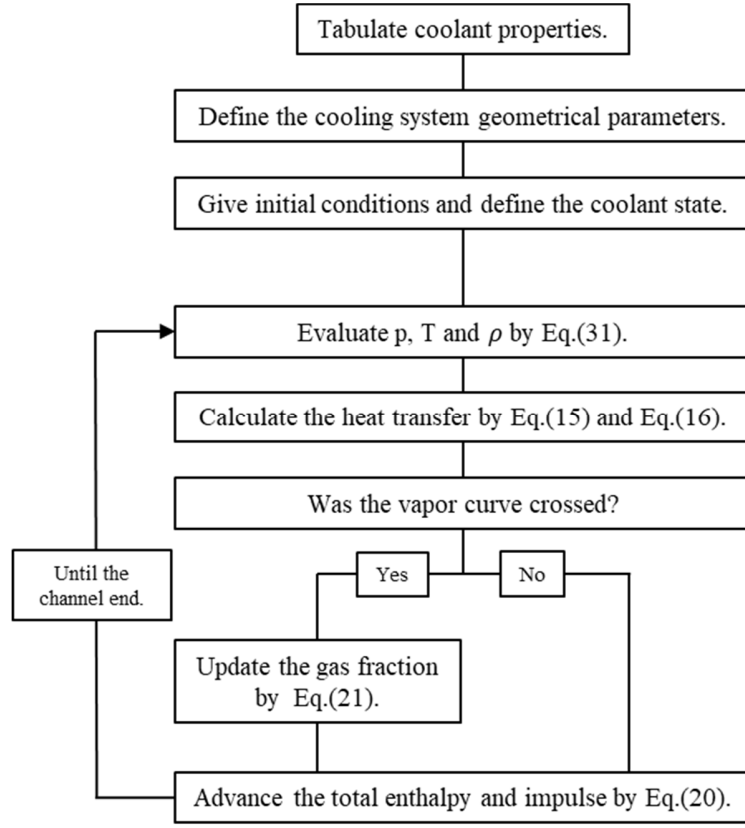 Tabulate coolant properties.
Define the cooling system geometrical parameters.
Give initial conditions and define the coolant state.
Evaluate p, T and ρ by Eq.(31).
Calculate the heat transfer by Eq.(15) and Eq.(16).
Was the vapor curve crossed?
Yes
No
Until the
channel end.
Update the gas fraction
by Eq.(21).
Advance the total enthalpy and impulse by Eq.(20).